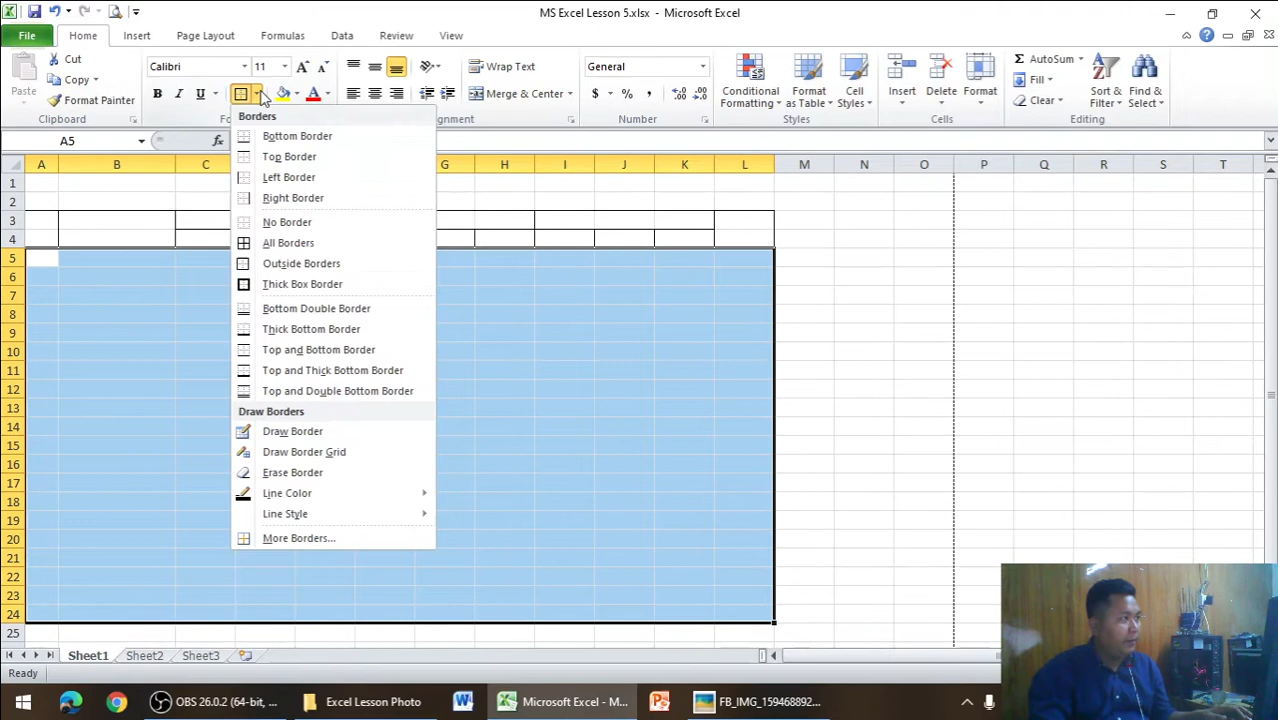 MS Excel Lesson 5.xlsx - Microsoft Excel
File Home Insert Page Layout Formulas Data Review View
Cut
Copy
Format Painter
Paste
Clipboard
Calibri 11
B I U A
Wrap Text
Merge & Center
lignment
General
$ % ,
Number
Conditional Formatting
Format as Table
Cell Styles
Styles
Insert
Delete
Format
Cells
AutoSum
Fill
Clear
Sort & Filter
Find & Select
Editing
A5 fx
A B C G H I J K L M N O P Q R S T
1
2
3
4
5
6
7
8
9
10
11
12
13
14
15
16
17
18
19
20
21
22
23
24
25
Borders
Bottom Border
Top Border
Left Border
Right Border
No Border
All Borders
Outside Borders
Thick Box Border
Bottom Double Border
Thick Bottom Border
Top and Bottom Border
Top and Thick Bottom Border
Top and Double Bottom Border
Draw Borders
Draw Border
Draw Border Grid
Erase Border
Line Color
Line Style
More Borders...
Sheet1 Sheet2 Sheet3
Ready
OBS 26.0.2 (64-bit, ... Excel Lesson Photo Microsoft Excel - M... FB_IMG_159468892...